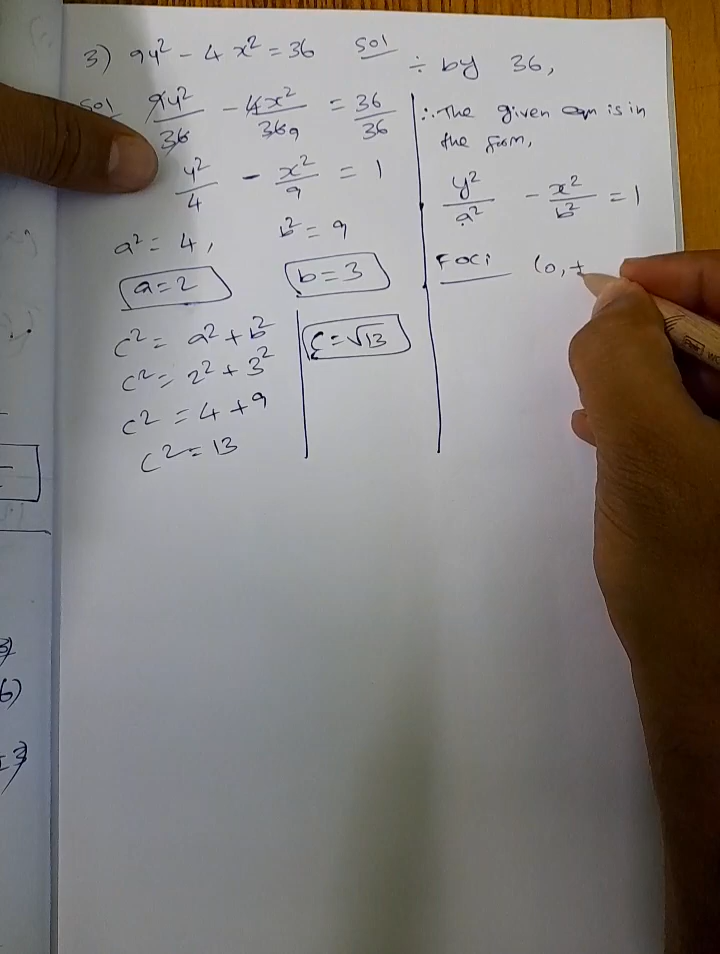 3) 9y² - 4x² = 36 Sol
÷ by 36,
Sol 9y²/36 - 4x²/36 9 = 36/36
y²/4 - x²/9 = 1
a² = 4, b² = 9
a = 2 b = 3
c² = a² + b²
c² = 2² + 3²
c² = 4 + 9
c² = 13
c = √13
∴ The given eqn is in
the form,
y²/a² - x²/b² = 1
Foci (0, ±
6)